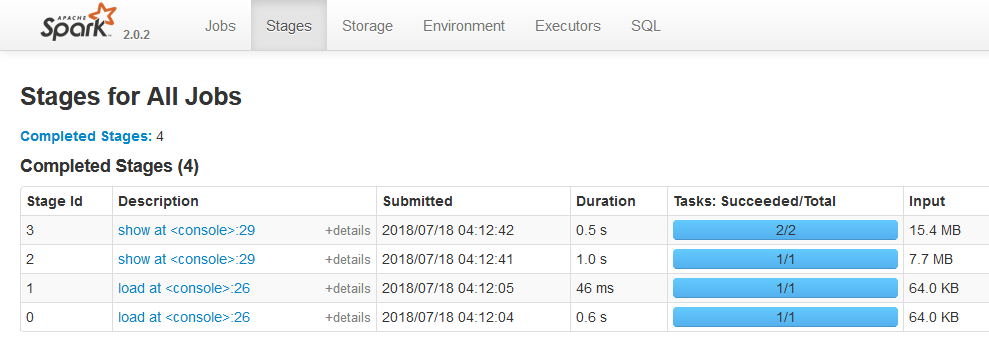 APACHE Spark™ 2.0.2 Jobs Stages Storage Environment Executors SQL
Stages for All Jobs
Completed Stages: 4
Completed Stages (4)
Stage Id Description Submitted Duration Tasks: Succeeded/Total Input
3 show at <console>:29 +details 2018/07/18 04:12:42 0.5 s 2/2 15.4 MB
2 show at <console>:29 +details 2018/07/18 04:12:41 1.0 s 1/1 7.7 MB
1 load at <console>:26 +details 2018/07/18 04:12:05 46 ms 1/1 64.0 KB
0 load at <console>:26 +details 2018/07/18 04:12:04 0.6 s 1/1 64.0 KB